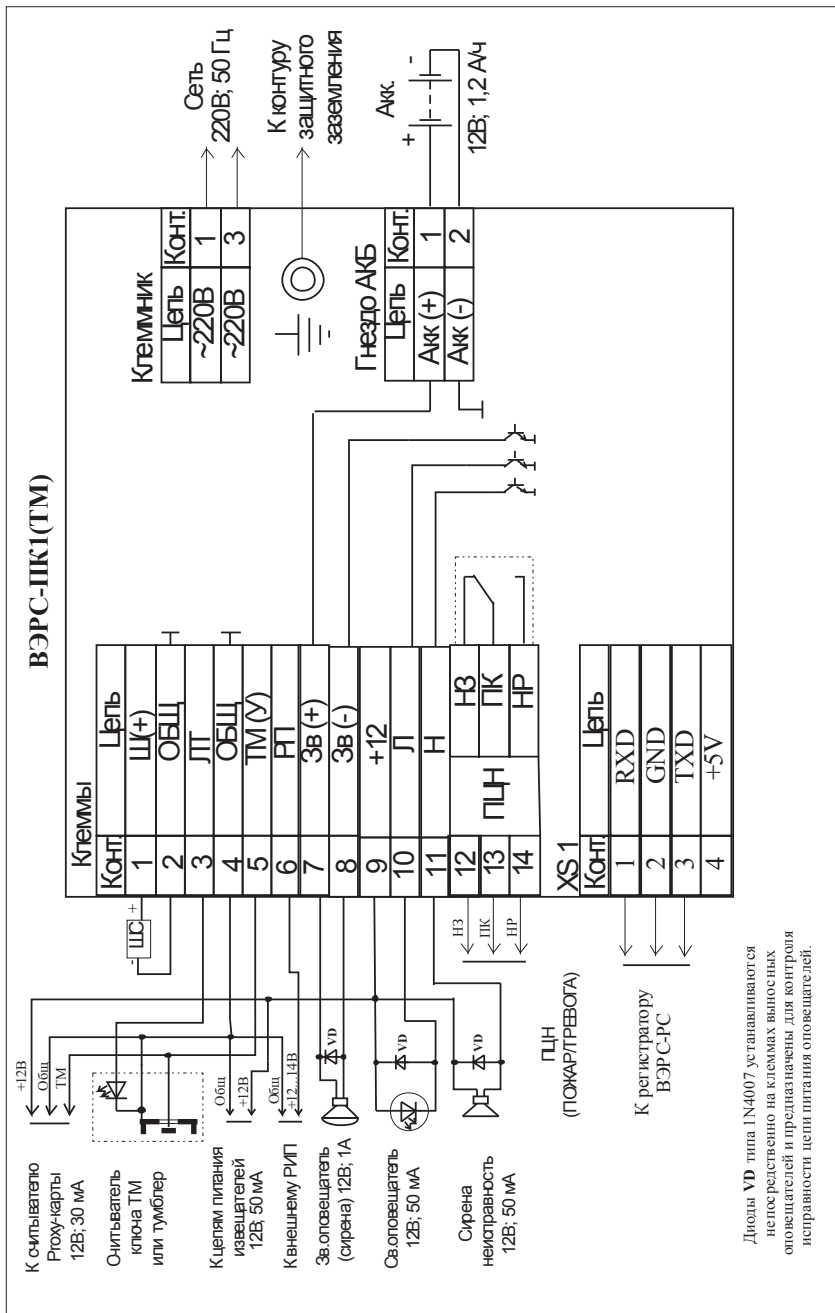 ВЭРС-ПК1(ТМ)
К считывателю
Proxy-карты
12В; 30 мА
+12В
Общ
ТМ
Считыватель
ключа ТМ
или тумблер
К цепям питания
извещателей
12В; 50 мА
Общ
+12В
К внешнему РИП
Общ
+12...14В
Зв.оповещатель
(сирена) 12В; 1А
VD
Св.оповещатель
12В; 50 мА
VD
Сирена
неисправность
12В; 50 мА
VD
- ШС +
Клеммы
Конт. Цепь
1 Ш(+)
2 ОБЩ
3 ЛТ
4 ОБЩ
5 ТМ (У)
6 РП
7 Зв (+)
8 Зв (-)
9 +12
10 Л
11 Н
12 ПЦН НЗ
13 ПК
14 НР
НЗ
ПК
НР
ПЦН
(ПОЖАР/ТРЕВОГА)
XS 1
Конт. Цепь
1 RXD
2 GND
3 TXD
4 +5V
К регистратору
ВЭРС-РС
Клеммник
Цепь Конт.
~220В 1
~220В 3
Сеть
220В; 50 Гц
К контуру
защитного
заземления
Гнездо АКБ
Цепь Конт.
Акк (+) 1
Акк (-) 2
Акк.
+ -
12В; 1,2 А/ч
Диоды VD типа 1N4007 устанавливаются
непосредственно на клеммах выносных
оповещателей и предназначены для контроля
исправности цепи питания оповещателей.